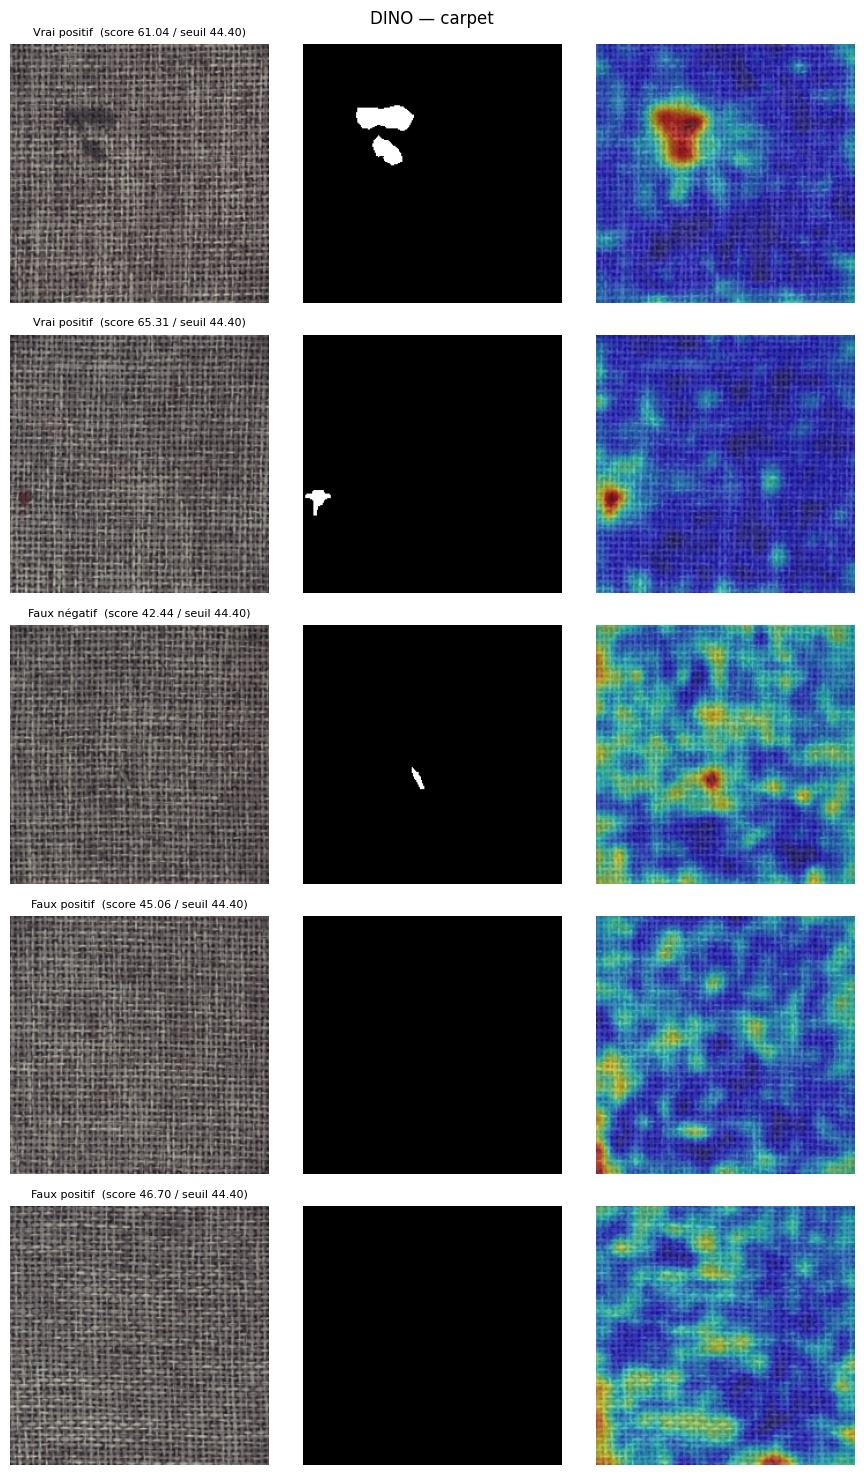 DINO — carpet
Vrai positif  (score 61.04 / seuil 44.40)
Vrai positif  (score 65.31 / seuil 44.40)
Faux négatif  (score 42.44 / seuil 44.40)
Faux positif  (score 45.06 / seuil 44.40)
Faux positif  (score 46.70 / seuil 44.40)